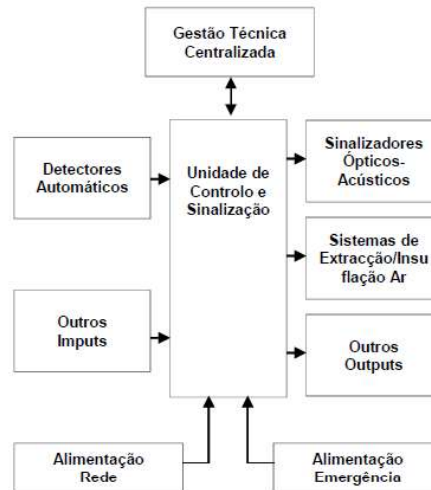 Gestão Técnica
Centralizada
Detectores
Automáticos
Unidade de
Controlo e
Sinalização
Sinalizadores
Ópticos-
Acústicos
Sistemas de
Extracção/Insu
flação Ar
Outros
Imputs
Outros
Outputs
Alimentação
Rede
Alimentação
Emergência